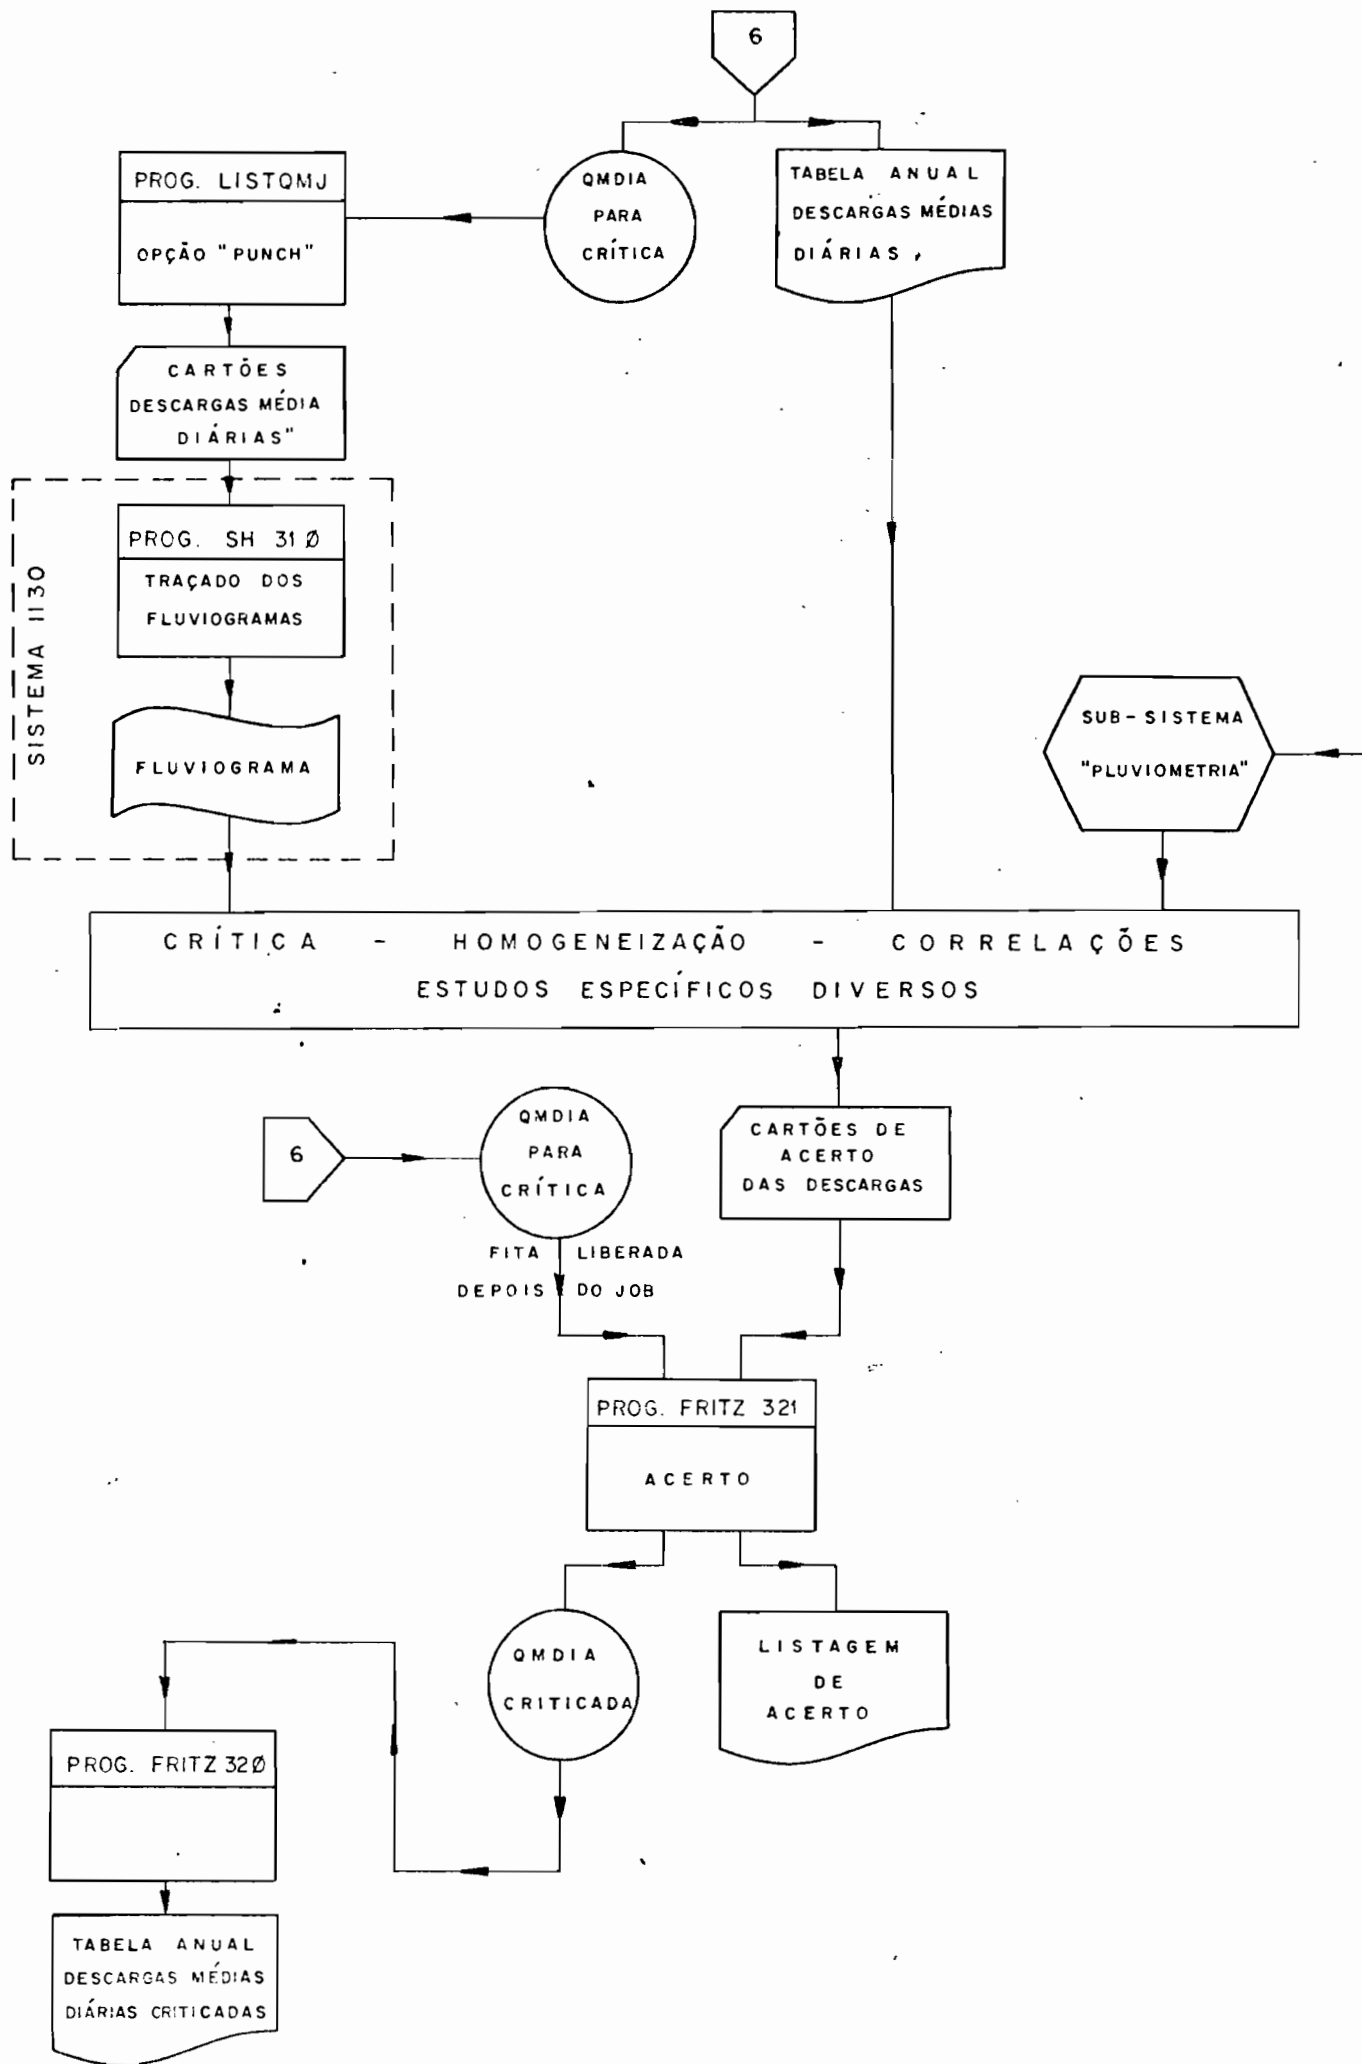 6
PROG. LISTQMJ
OPÇÃO "PUNCH"
QMDIA
PARA
CRÍTICA
TABELA ANUAL
DESCARGAS MÉDIAS
DIÁRIAS,
CARTÕES
DESCARGAS MÉDIA
DIÁRIAS"
SISTEMA 1130
PROG. SH 31Ø
TRAÇADO DOS
FLUVIOGRAMAS
FLUVIOGRAMA
SUB-SISTEMA
"PLUVIOMETRIA"
CRÍTICA - HOMOGENEIZAÇÃO - CORRELAÇÕES
ESTUDOS ESPECÍFICOS DIVERSOS
6
QMDIA
PARA
CRÍTICA
CARTÕES DE
ACERTO
DAS DESCARGAS
FITA LIBERADA
DEPOIS DO JOB
PROG. FRITZ 321
ACERTO
QMDIA
CRITICADA
LISTAGEM
DE
ACERTO
PROG. FRITZ 32Ø
TABELA ANUAL
DESCARGAS MÉDIAS
DIÁRIAS CRITICADAS